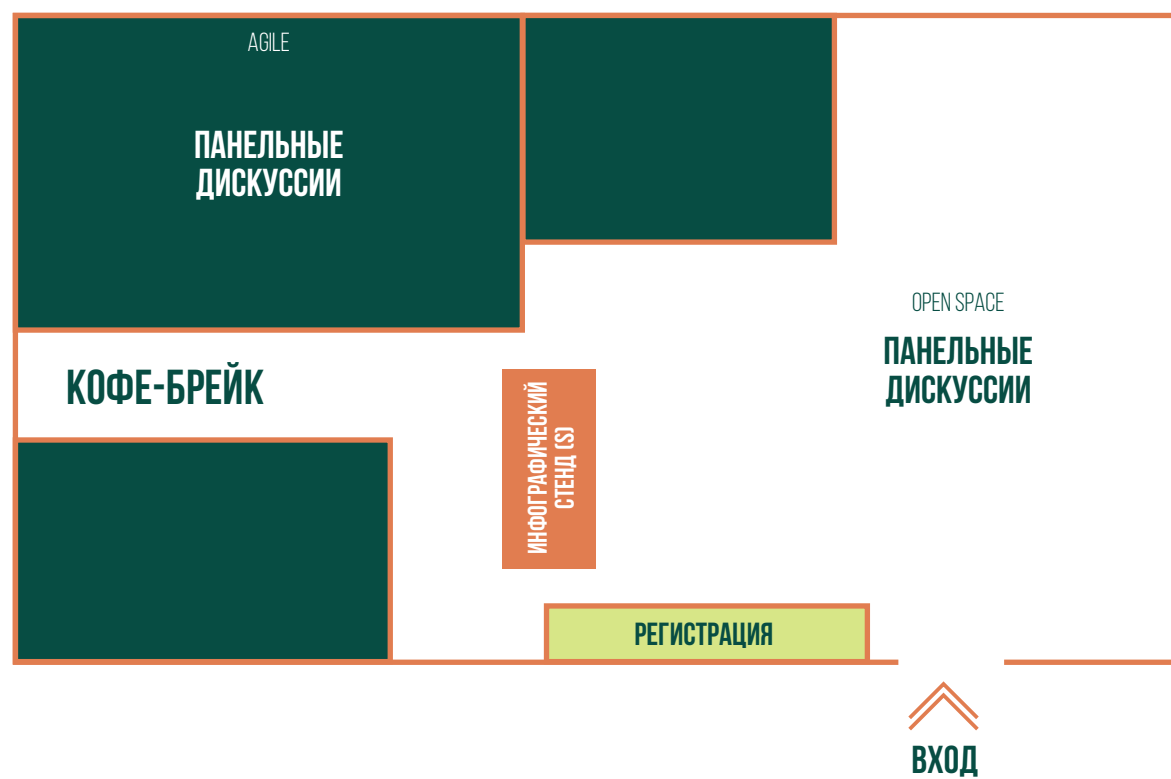 AGILE
ПАНЕЛЬНЫЕ
ДИСКУССИИ
OPEN SPACE
ПАНЕЛЬНЫЕ
ДИСКУССИИ
КОФЕ-БРЕЙК
ИНФОГРАФИЧЕСКИЙ
СТЕНД (S)
РЕГИСТРАЦИЯ
ВХОД